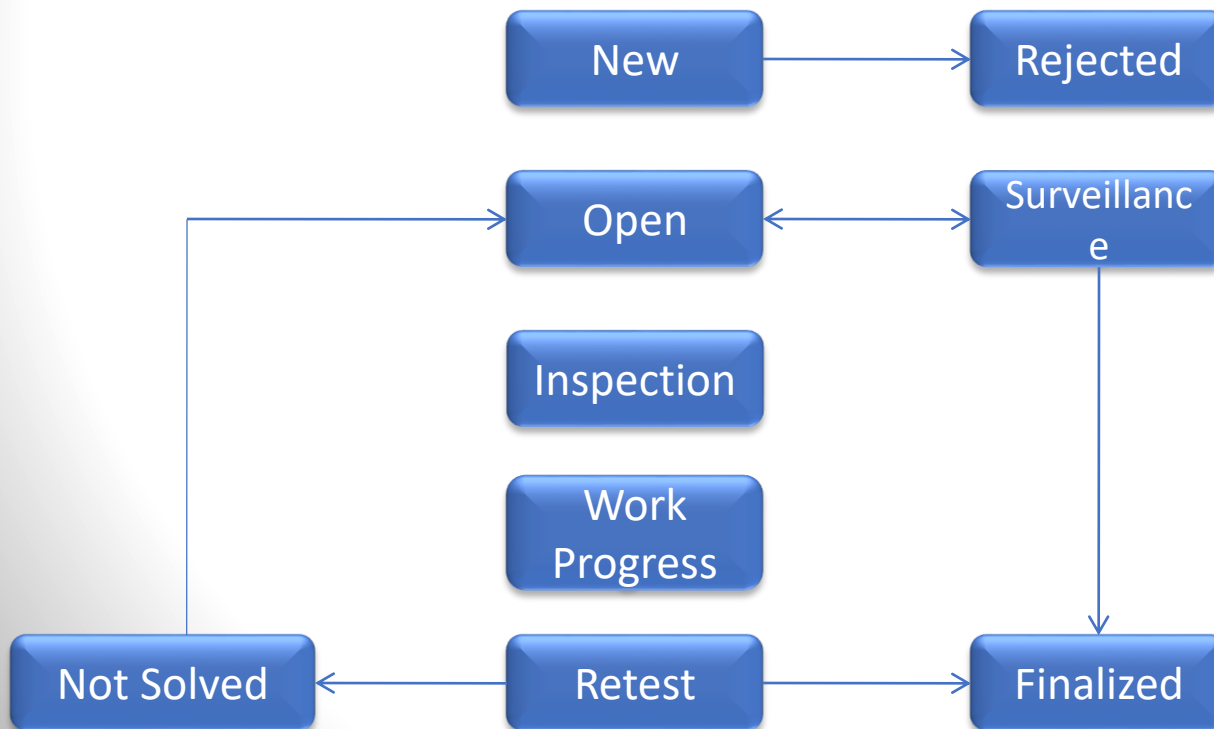 New
Rejected
Open
Surveillanc
e
Inspection
Work
Progress
Not Solved
Retest
Finalized